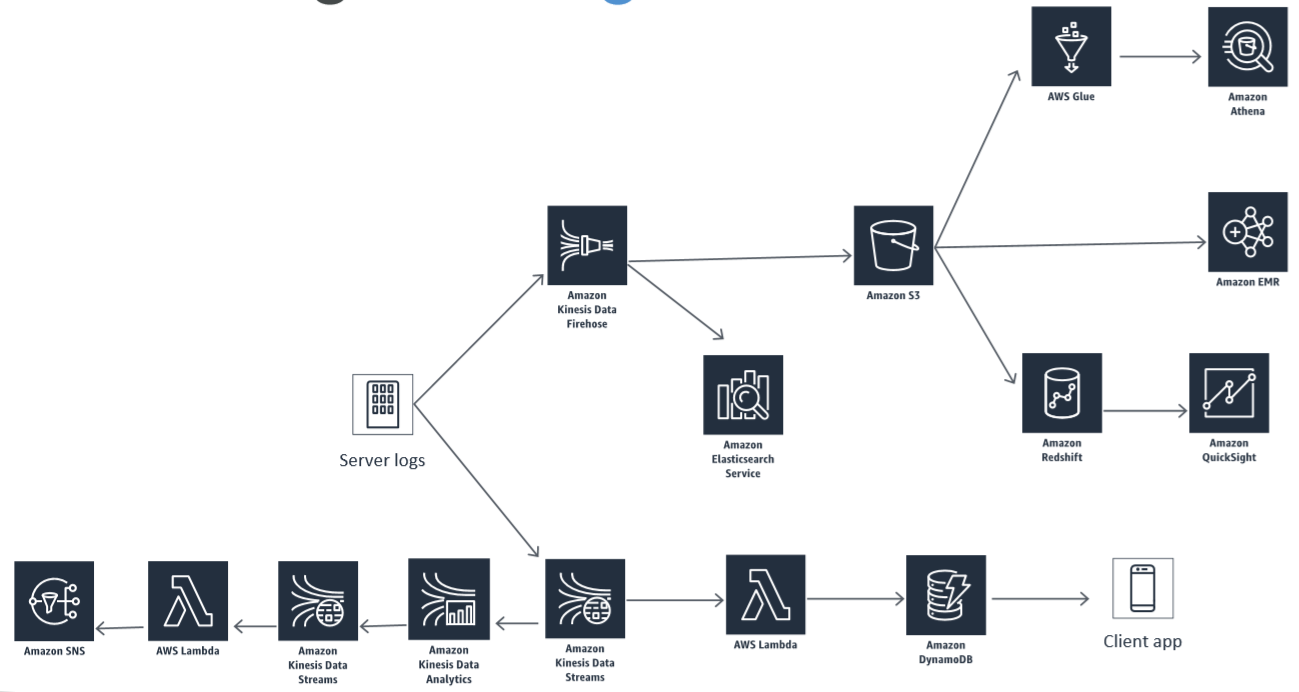 AWS Glue
Amazon
Athena
Amazon
Kinesis Data
Firehose
Amazon S3
Amazon EMR
Amazon
Elasticsearch
Service
Amazon
Redshift
Amazon
QuickSight
Server logs
Amazon SNS
AWS Lambda
Amazon
Kinesis Data
Streams
Amazon
Kinesis Data
Analytics
Amazon
Kinesis Data
Streams
AWS Lambda
Amazon
DynamoDB
Client app